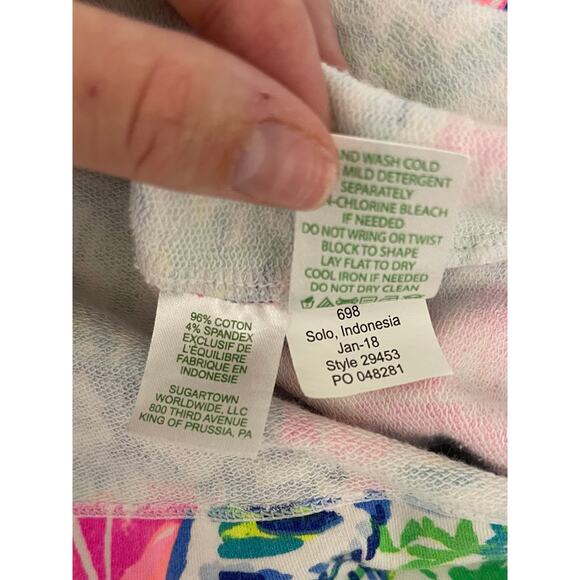 WASH COLD
MILD DETERGENT
SEPARATELY
CHLORINE BLEACH
IF NEEDED
DO NOT WRING OR TWIST
BLOCK TO SHAPE
LAY FLAT TO DRY
COOL IRON IF NEEDED
DO NOT DRY CLEAN
698
Solo, Indonesia
Jan-18
Style 29453
PO 048281
96% COTON
4% SPANDEX
EXCLUSIF DE
L'ÉQUILIBRE
FABRIQUE EN
INDONESIE
SUGARTOWN
WORLDWIDE, LLC
800 THIRD AVENUE
KING OF PRUSSIA, PA